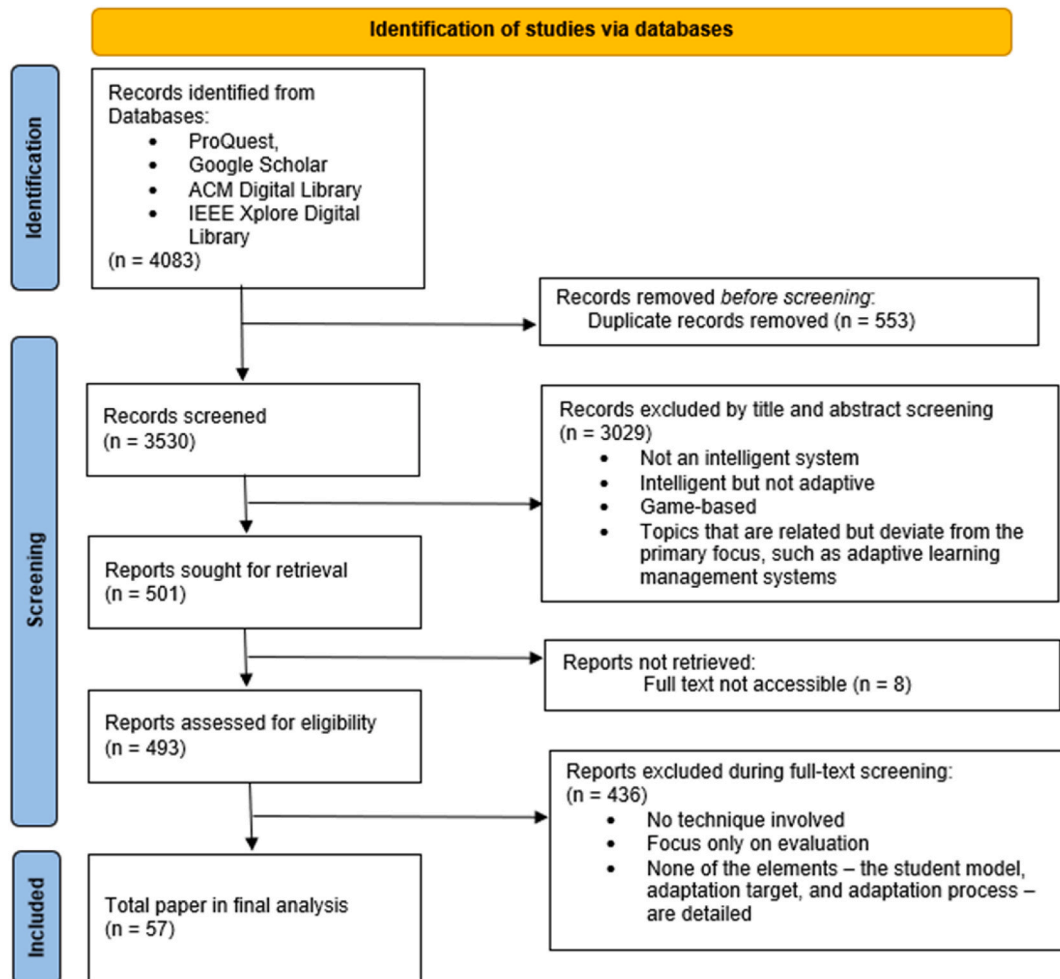 Identification of studies via databases
Identification
Records identified from
Databases:
• ProQuest,
• Google Scholar
• ACM Digital Library
• IEEE Xplore Digital
Library
(n = 4083)
Records removed before screening:
Duplicate records removed (n = 553)
Screening
Records screened
(n = 3530)
Records excluded by title and abstract screening
(n = 3029)
• Not an intelligent system
• Intelligent but not adaptive
• Game-based
• Topics that are related but deviate from the
primary focus, such as adaptive learning
management systems
Reports sought for retrieval
(n = 501)
Reports not retrieved:
Full text not accessible (n = 8)
Reports assessed for eligibility
(n = 493)
Reports excluded during full-text screening:
(n = 436)
• No technique involved
• Focus only on evaluation
• None of the elements – the student model,
adaptation target, and adaptation process –
are detailed
Included
Total paper in final analysis
(n = 57)